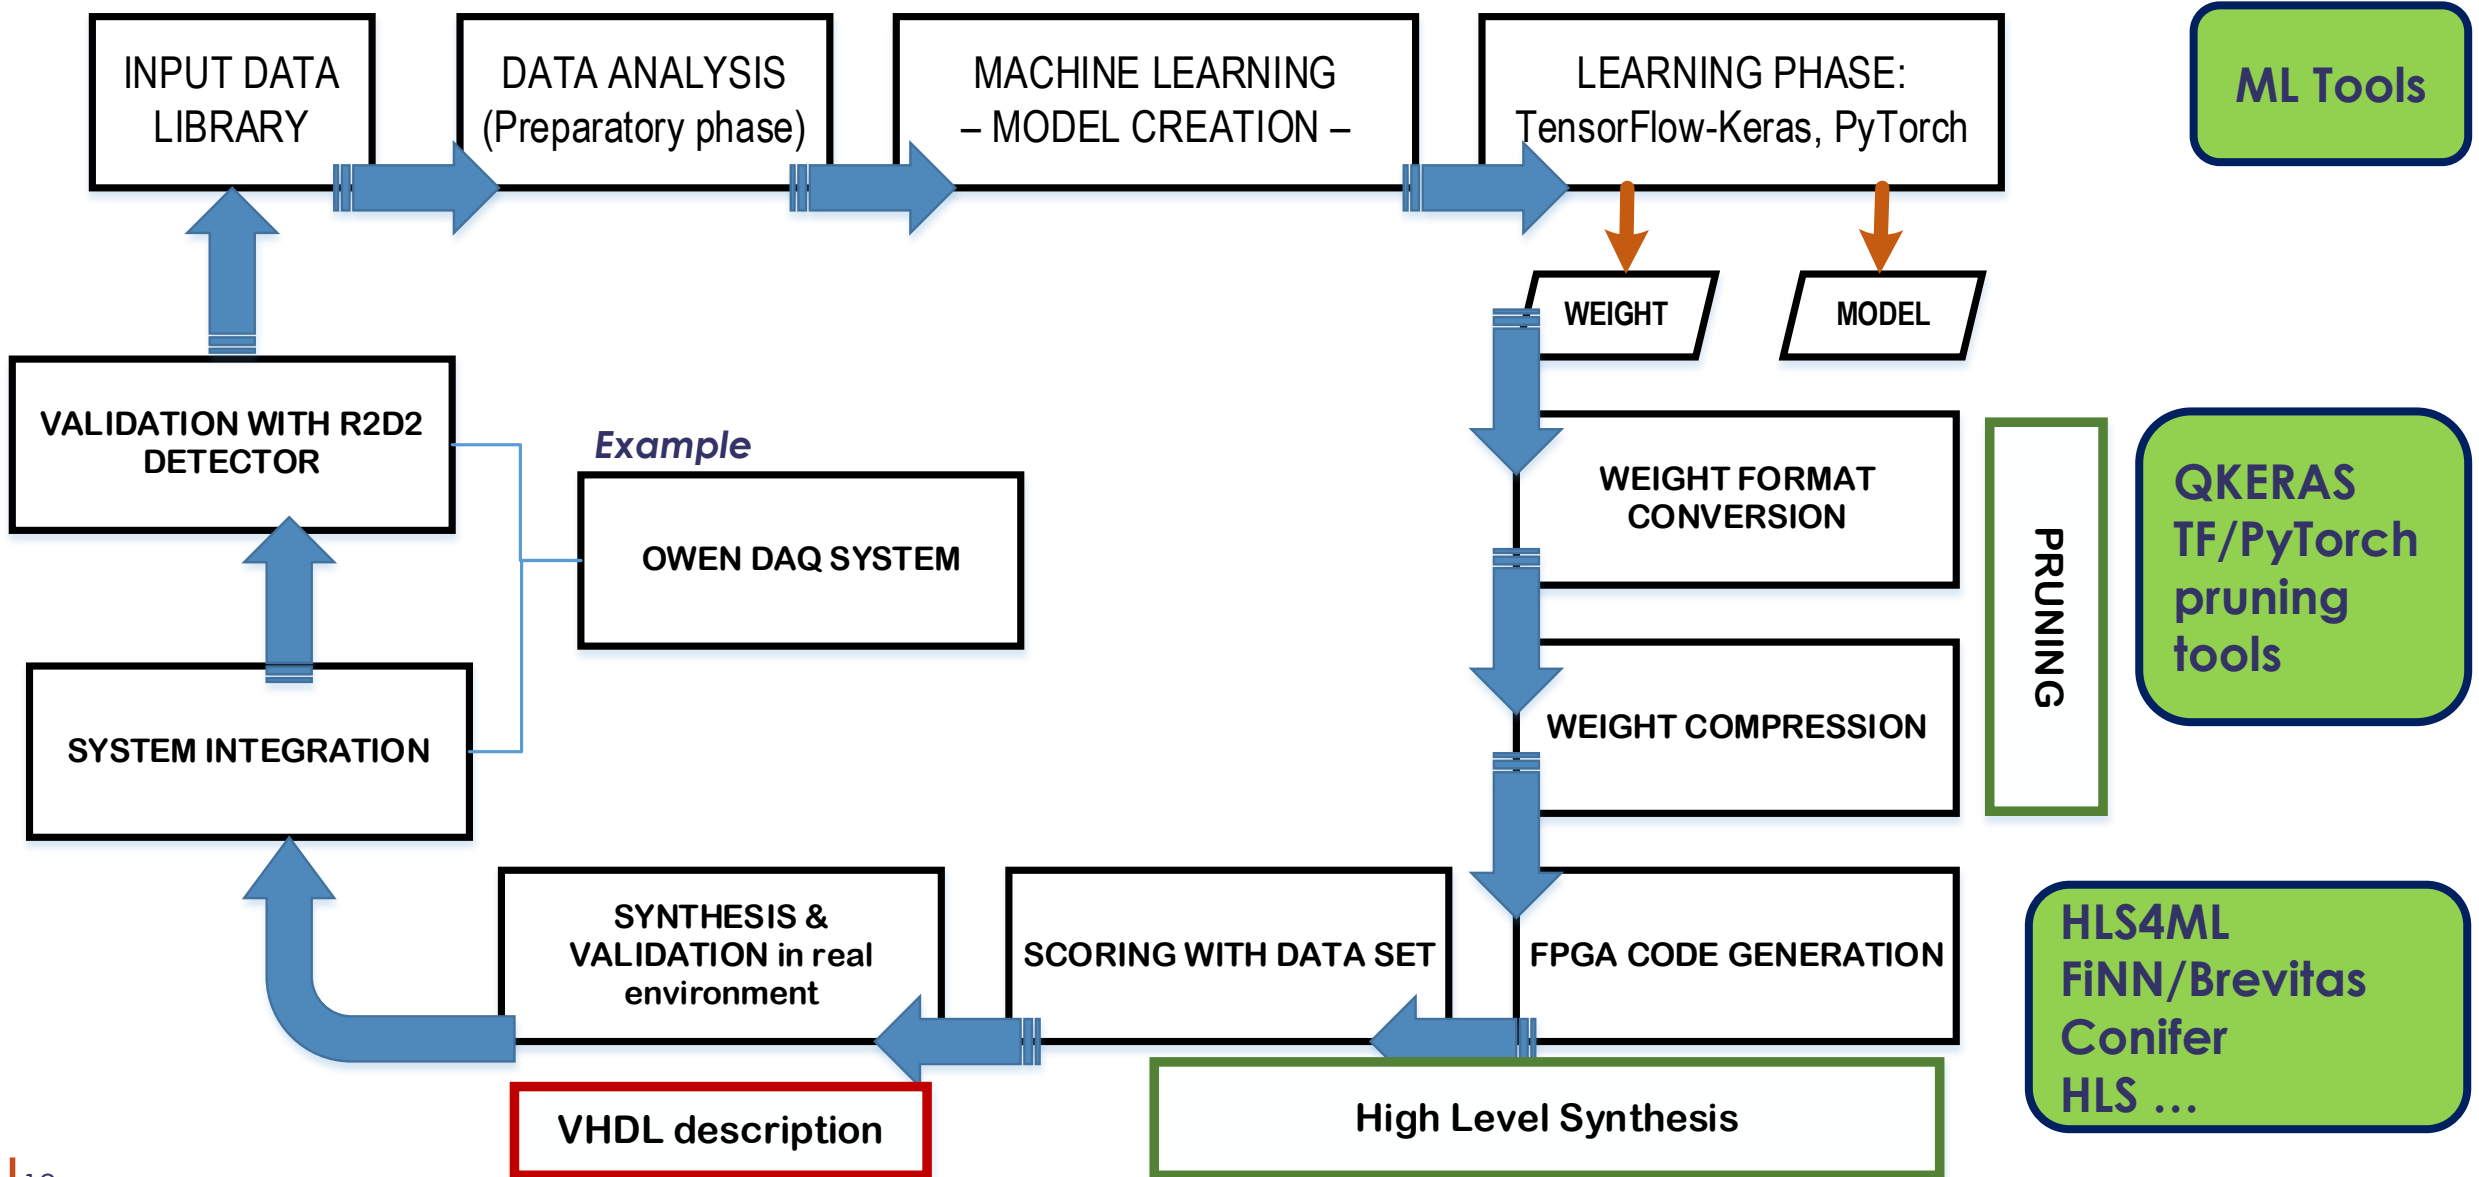 INPUT DATA
LIBRARY
DATA ANALYSIS
(Preparatory phase)
MACHINE LEARNING
– MODEL CREATION –
LEARNING PHASE:
TensorFlow-Keras, PyTorch
ML Tools
WEIGHT
MODEL
VALIDATION WITH R2D2
DETECTOR
Example
OWEN DAQ SYSTEM
WEIGHT FORMAT
CONVERSION
PRUNING
QKERAS
TF/PyTorch
pruning
tools
SYSTEM INTEGRATION
WEIGHT COMPRESSION
SYNTHESIS &
VALIDATION in real
environment
SCORING WITH DATA SET
FPGA CODE GENERATION
HLS4ML
FiNN/Brevitas
Conifer
HLS …
VHDL description
High Level Synthesis